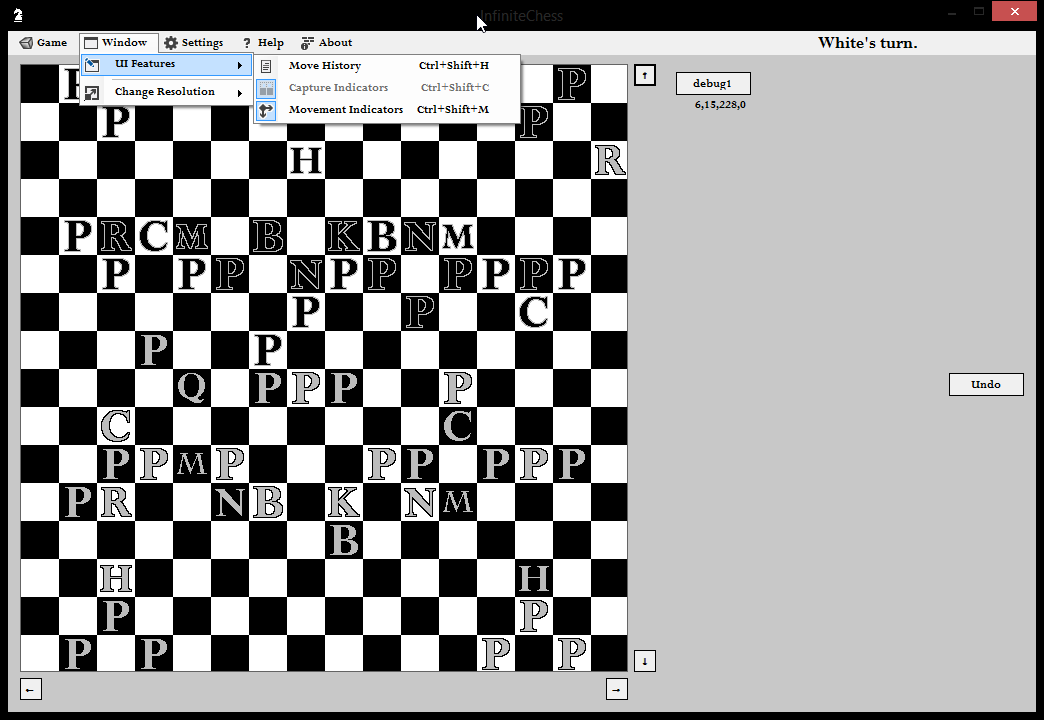 InfiniteChess
Game Window Settings ? Help About White's turn.
UI Features
Change Resolution
Move History Ctrl+Shift+H
Capture Indicators Ctrl+Shift+C
Movement Indicators Ctrl+Shift+M
debug1
6,15,228,0
P
P P
H R
P R C M B K B N M
P P P N P P P P P P
P P C
P P
Q P P P P
Undo
C C
P P M P P P P P P
P R N B K N M
B
H H
P P
P P P P